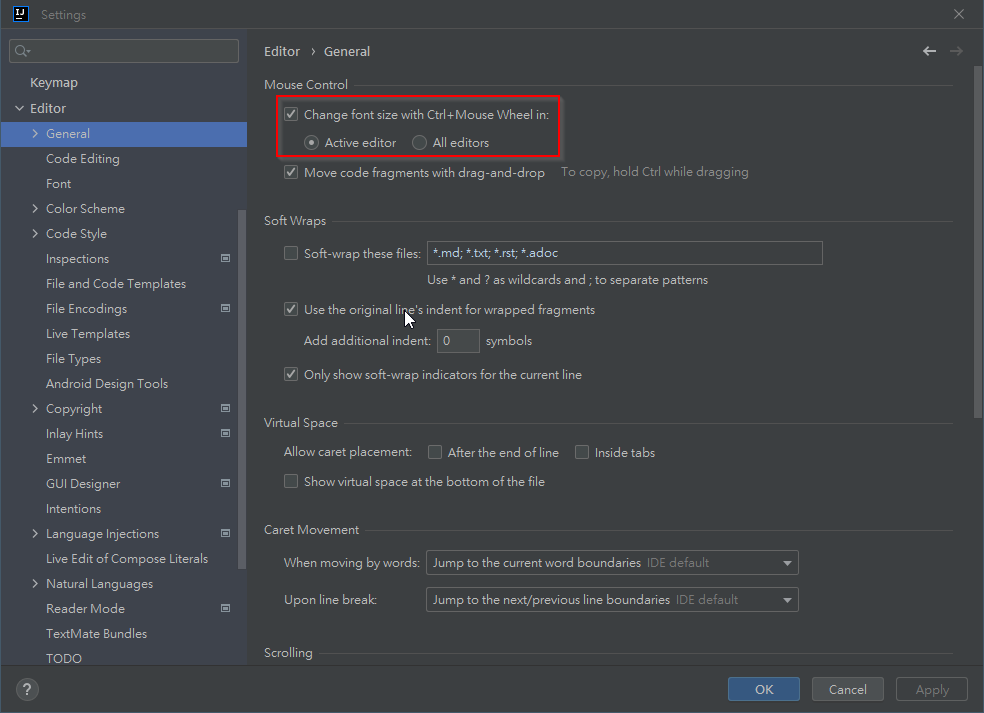 IJ
Settings
Keymap
Editor
General
Code Editing
Font
Color Scheme
Code Style
Inspections
File and Code Templates
File Encodings
Live Templates
File Types
Android Design Tools
Copyright
Inlay Hints
Emmet
GUI Designer
Intentions
Language Injections
Live Edit of Compose Literals
Natural Languages
Reader Mode
TextMate Bundles
TODO
Editor › General
Mouse Control
Change font size with Ctrl+Mouse Wheel in:
Active editor All editors
Move code fragments with drag-and-drop To copy, hold Ctrl while dragging
Soft Wraps
Soft-wrap these files: *.md; *.txt; *.rst; *.adoc
Use * and ? as wildcards and ; to separate patterns
Use the original line's indent for wrapped fragments
Add additional indent: 0 symbols
Only show soft-wrap indicators for the current line
Virtual Space
Allow caret placement: After the end of line Inside tabs
Show virtual space at the bottom of the file
Caret Movement
When moving by words: Jump to the current word boundaries IDE default
Upon line break: Jump to the next/previous line boundaries IDE default
Scrolling
? OK Cancel Apply